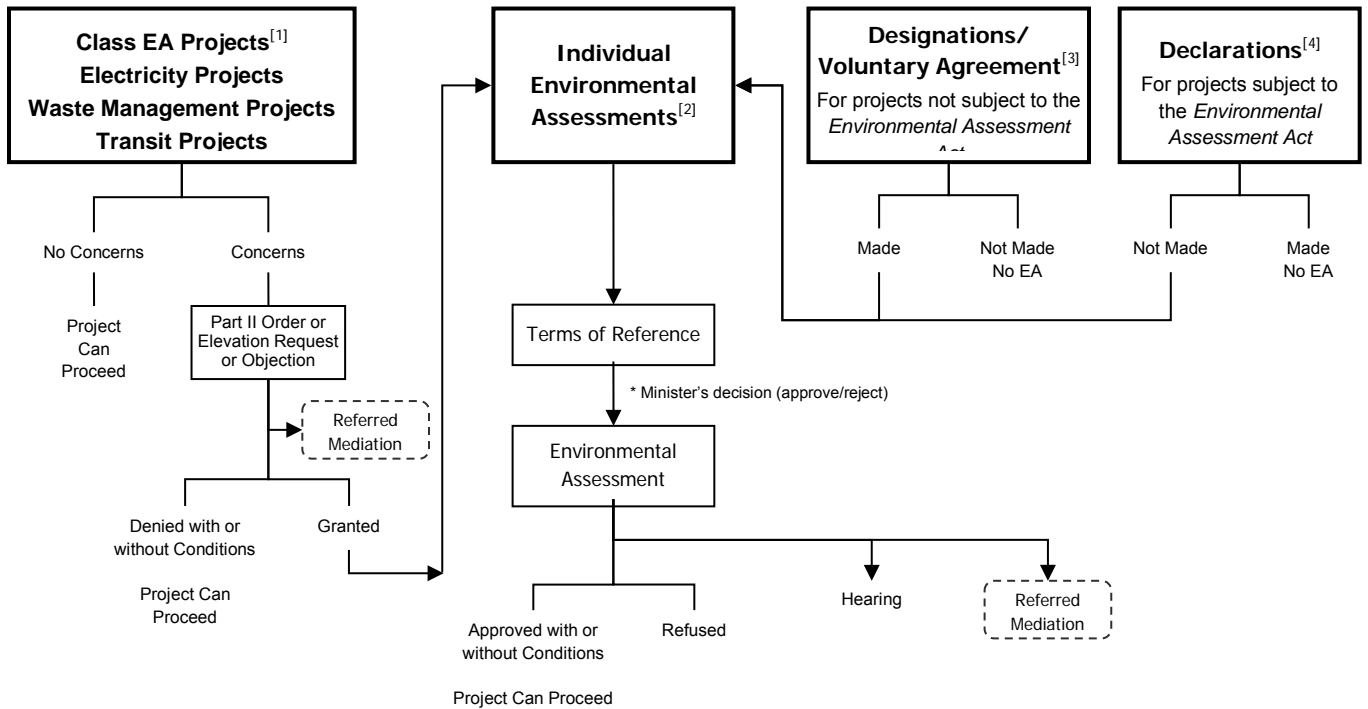 Class EA Projects[1]
Electricity Projects
Waste Management Projects
Transit Projects
Individual
Environmental
Assessments[2]
Designations/
Voluntary Agreement[3]
For projects not subject to the
Environmental Assessment
Declarations[4]
For projects subject to
the Environmental
Assessment Act
No Concerns
Concerns
Made
Not Made
No EA
Not Made
Made
No EA
Project
Can
Proceed
Part II Order or
Elevation Request
or Objection
Terms of Reference
* Minister’s decision (approve/reject)
Referred
Mediation
Environmental
Assessment
Denied with or
without Conditions
Granted
Project Can
Proceed
Approved with or
without Conditions
Refused
Hearing
Referred
Mediation
Project Can Proceed